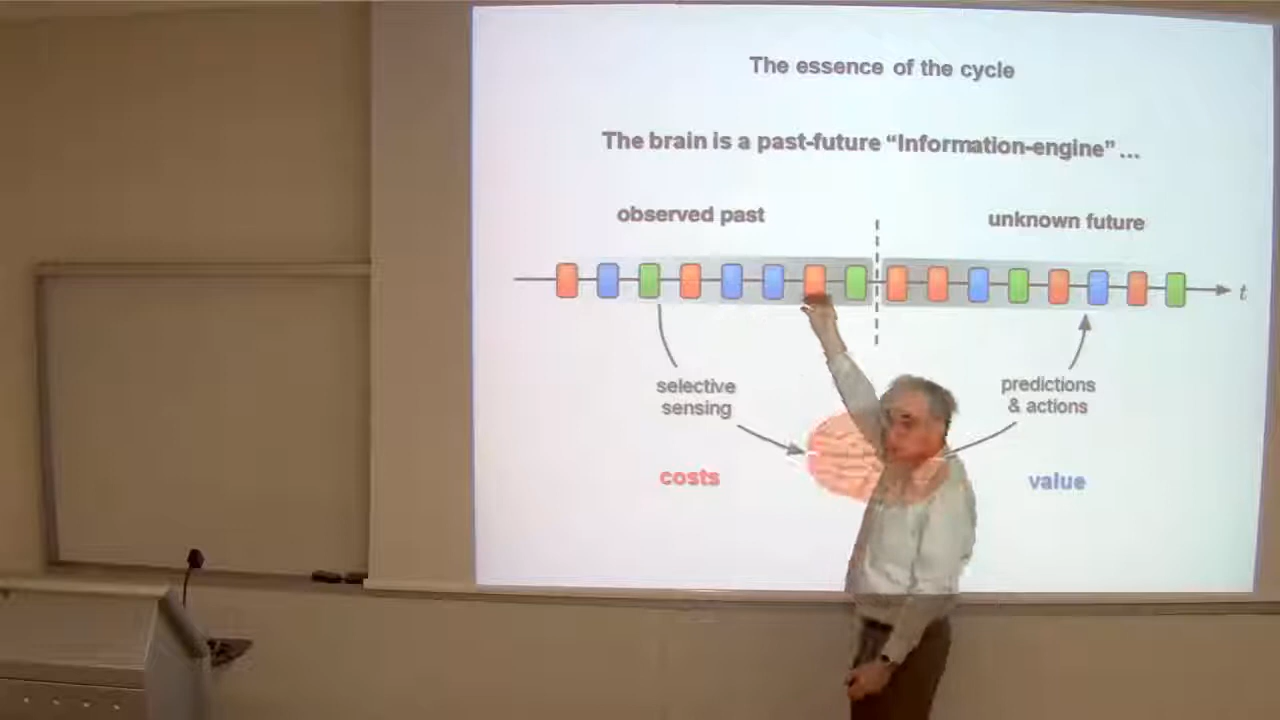 The essence of the cycle
The brain is a past-future “Information-engine”...
observed past
unknown future
t
selective
sensing
predictions
& actions
costs
value